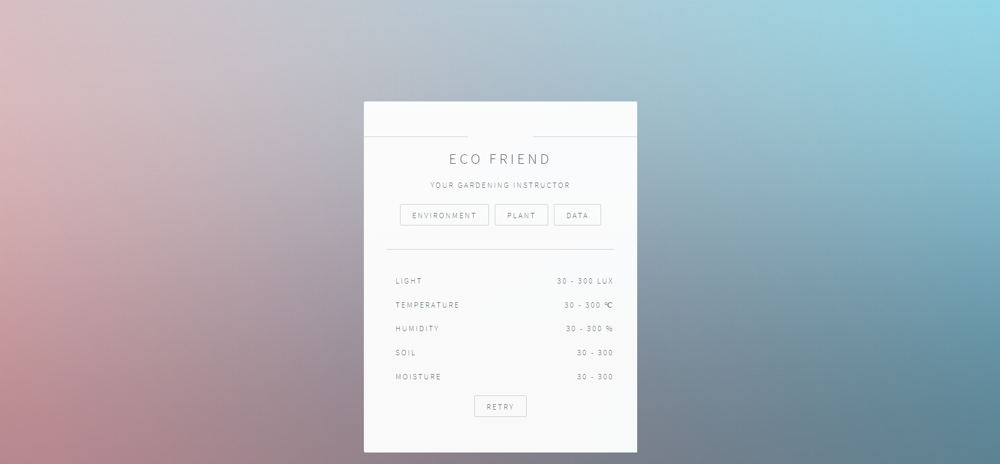 ECO FRIEND
YOUR GARDENING INSTRUCTOR
ENVIRONMENT PLANT DATA
LIGHT 30 - 300 LUX
TEMPERATURE 30 - 300 ℃
HUMIDITY 30 - 300 %
SOIL 30 - 300
MOISTURE 30 - 300
RETRY